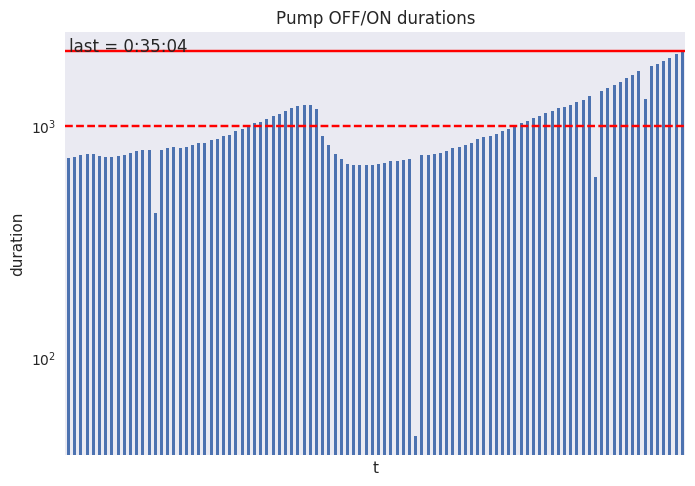 Pump OFF/ON durations
last = 0:35:04
10³
10²
duration
t